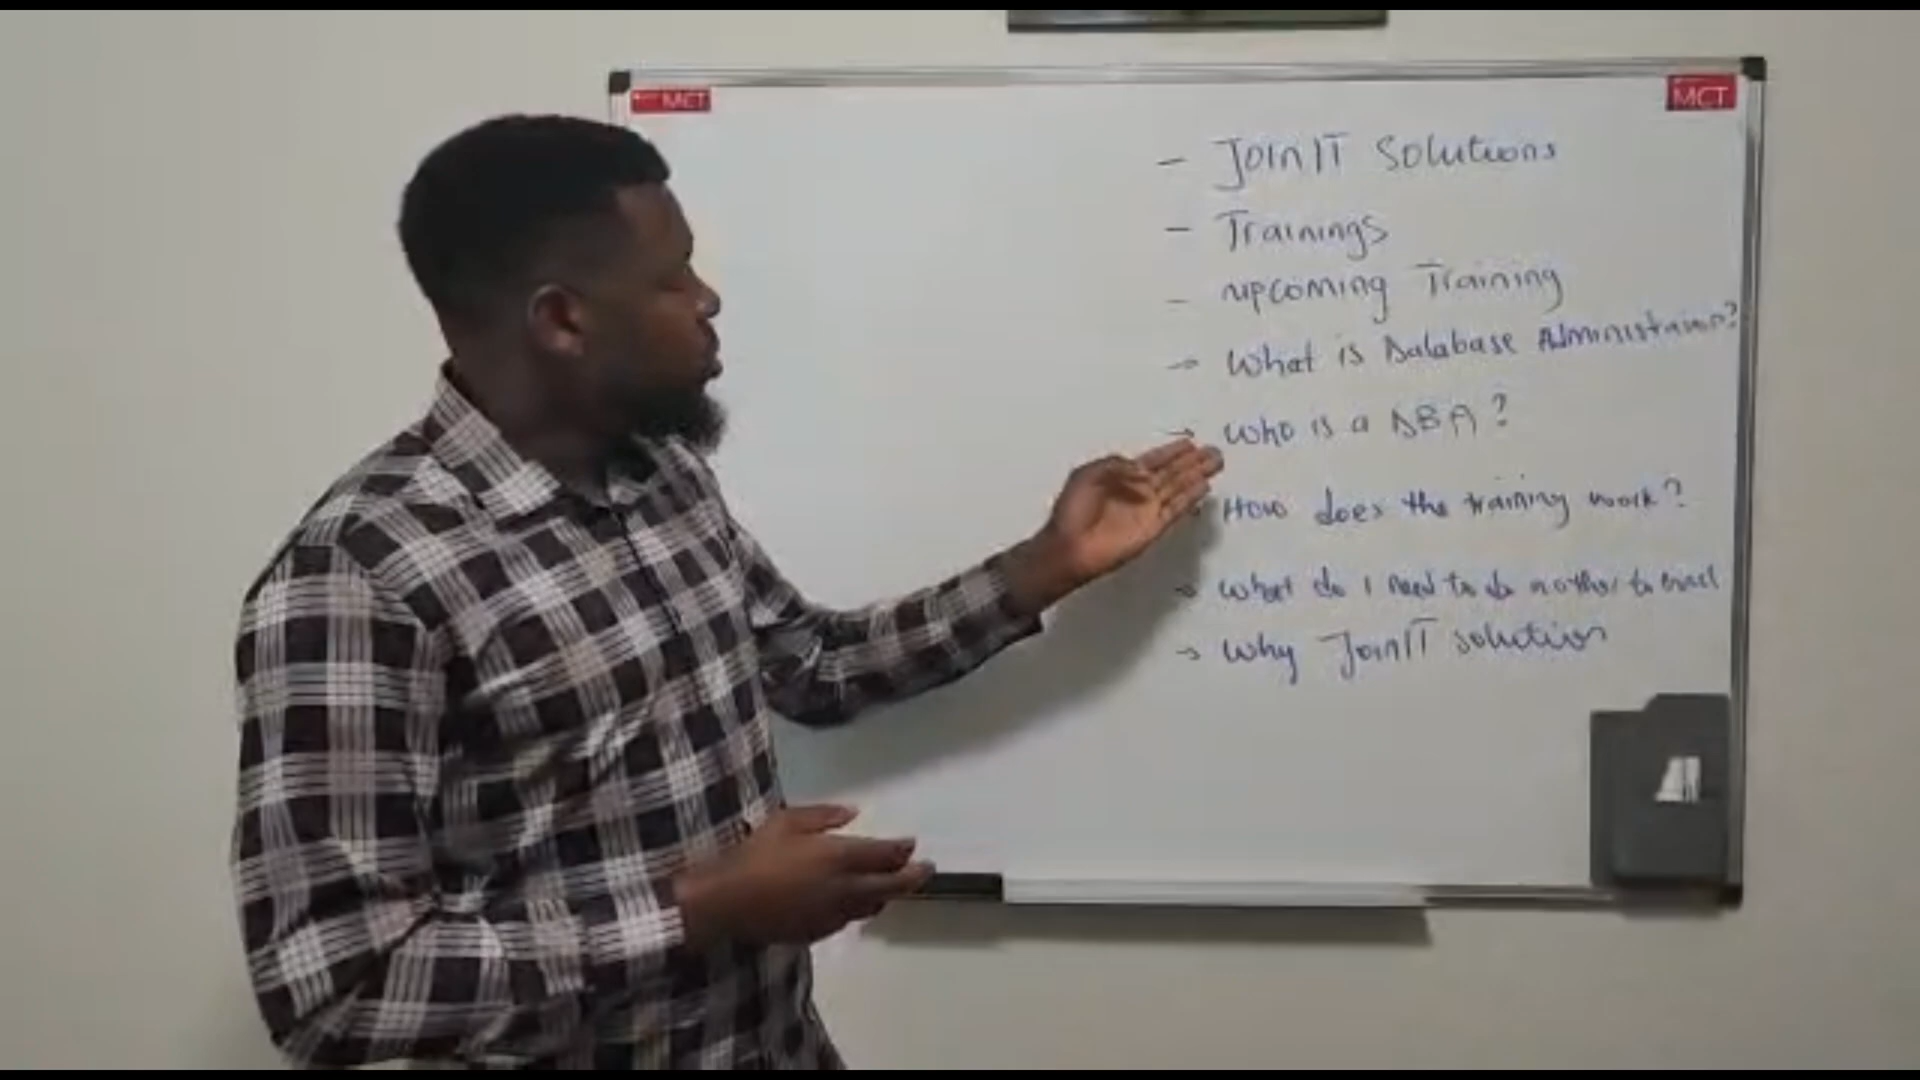 MCT
MCT
- JOINIT Solutions
- Trainings
- upcoming Training
→ What is Database Administration?
→ Who is a DBA?
How does the training work?
→ What do I need to do to
→ Why JoinIT solution